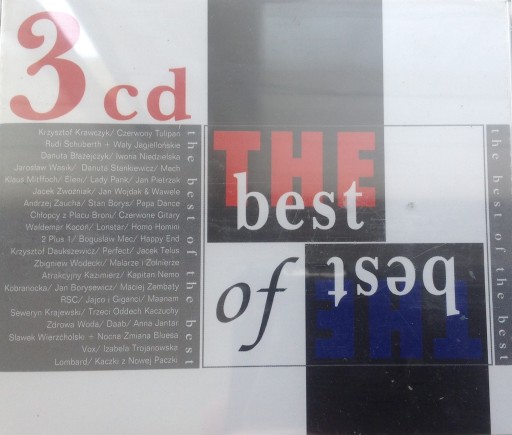 3 cd
Krzysztof Krawczyk/ Czerwony Tulipan
Rudi Schuberth + Wały Jagiellońskie
Danuta Błażejczyk/ Iwona Niedzielska
Jarosław Wasik/ Danuta Stankiewicz/ Mech
Klaus Mitffoch/ Eleni/ Lady Pank/ Jan Pietrzak
Jacek Zwoźniak/ Jan Wojdak & Wawele
Andrzej Zaucha/ Stan Borys/ Papa Dance
Chłopcy z Placu Broni/ Czerwone Gitary
Waldemar Kocoń/ Lonstar/ Homo Homini
2 Plus 1/ Bogusław Mec/ Happy End
Krzysztof Daukszewicz/ Perfect/ Jacek Telus
Zbigniew Wodecki/ Malarze i Żołnierze
Atrakcyjny Kazimierz/ Kapitan Nemo
Kobranocka/ Jan Borysewicz/ Maciej Zembaty
RSC/ Jajco i Giganci/ Maanam
Seweryn Krajewski/ Trzeci Oddech Kaczuchy
Zdrowa Woda/ Daab/ Anna Jantar
Sławek Wierzcholski + Nocna Zmiana Bluesa
Vox/ Izabela Trojanowska
Lombard/ Kaczki z Nowej Paczki
the best of the best
THE
best
of
best
THE
the best of the best